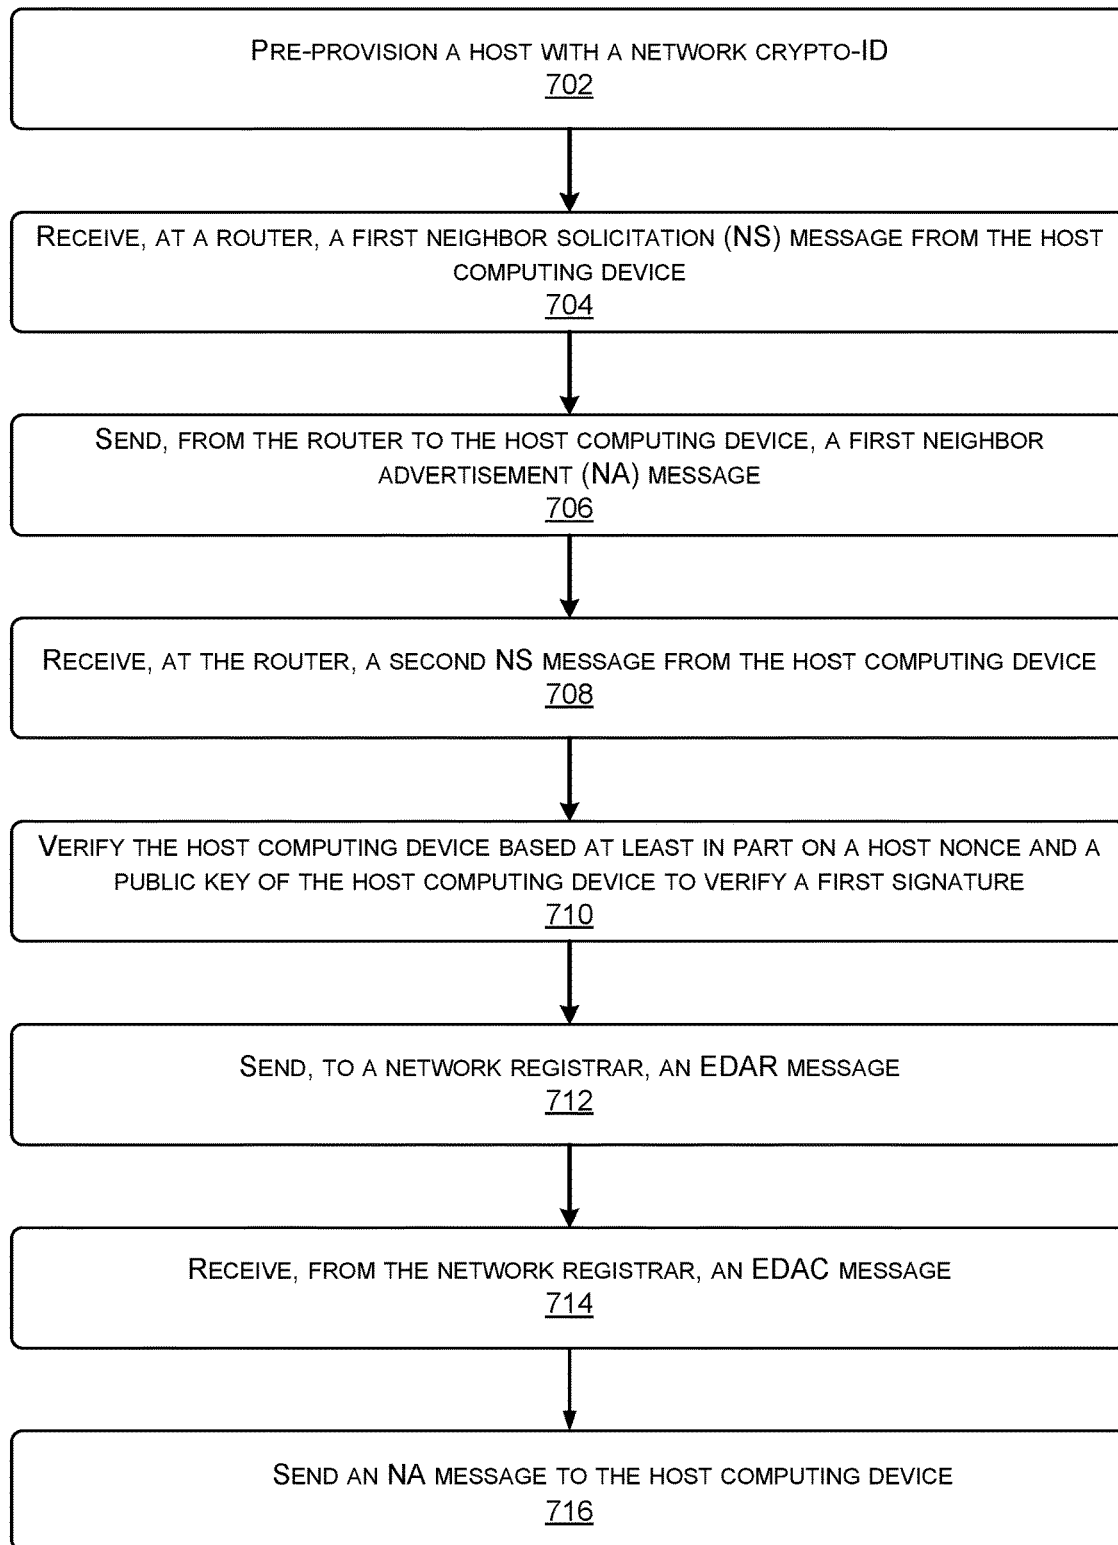 PRE-PROVISION A HOST WITH A NETWORK CRYPTO-ID
702
RECEIVE, AT A ROUTER, A FIRST NEIGHBOR SOLICITATION (NS) MESSAGE FROM THE HOST
COMPUTING DEVICE
704
SEND, FROM THE ROUTER TO THE HOST COMPUTING DEVICE, A FIRST NEIGHBOR
ADVERTISEMENT (NA) MESSAGE
706
RECEIVE, AT THE ROUTER, A SECOND NS MESSAGE FROM THE HOST COMPUTING DEVICE
708
VERIFY THE HOST COMPUTING DEVICE BASED AT LEAST IN PART ON A HOST NONCE AND A
PUBLIC KEY OF THE HOST COMPUTING DEVICE TO VERIFY A FIRST SIGNATURE
710
SEND, TO A NETWORK REGISTRAR, AN EDAR MESSAGE
712
RECEIVE, FROM THE NETWORK REGISTRAR, AN EDAC MESSAGE
714
SEND AN NA MESSAGE TO THE HOST COMPUTING DEVICE
716